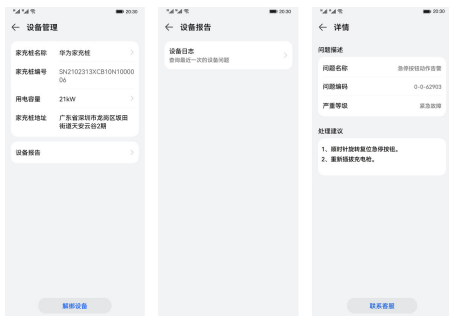 20:30
设备管理
家充桩名称 华为家充桩
家充桩编号 SN2102313XCB10N10000
06
用电容量 21kW
家充桩地址 广东省深圳市龙岗区坂田
街道天安云谷2期
设备报告
解绑设备
20:30
设备报告
设备日志
查询最近一次的设备问题
20:30
详情
问题描述
问题名称 急停按钮动作告警
问题编码 0-0-62903
严重等级 紧急故障
处理建议
1、顺时针旋转复位急停按钮。
2、重新插拔充电枪。
联系客服